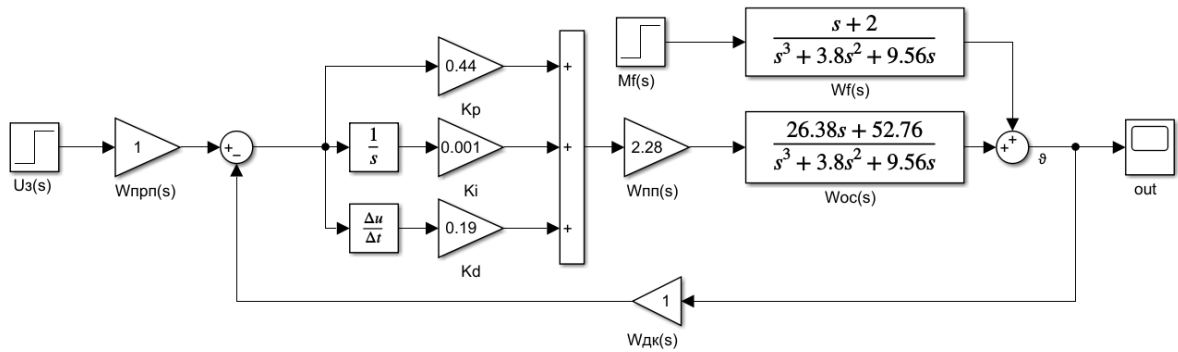 s + 2
s³ + 3.8s² + 9.56s
Mf(s)
Wf(s)
0.44
+
Kp
1
+
−
Uз(s)
Wпрп(s)
1
s
0.001
+
Ki
2.28
Wпп(s)
26.38s + 52.76
s³ + 3.8s² + 9.56s
Wос(s)
+
+
ϑ
out
Δu
Δt
0.19
+
Kd
1
Wдк(s)